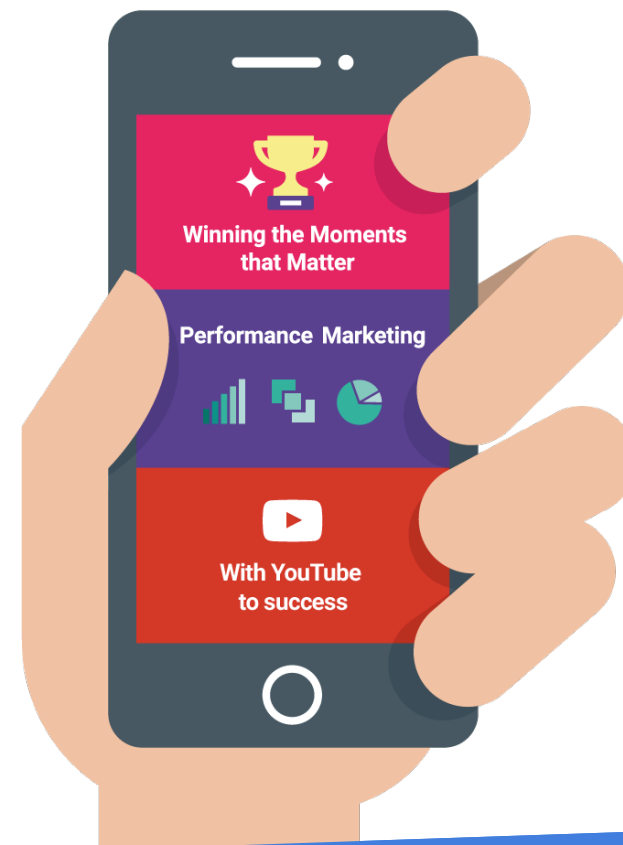 Winning the Moments
that Matter
Performance Marketing
With YouTube
to success